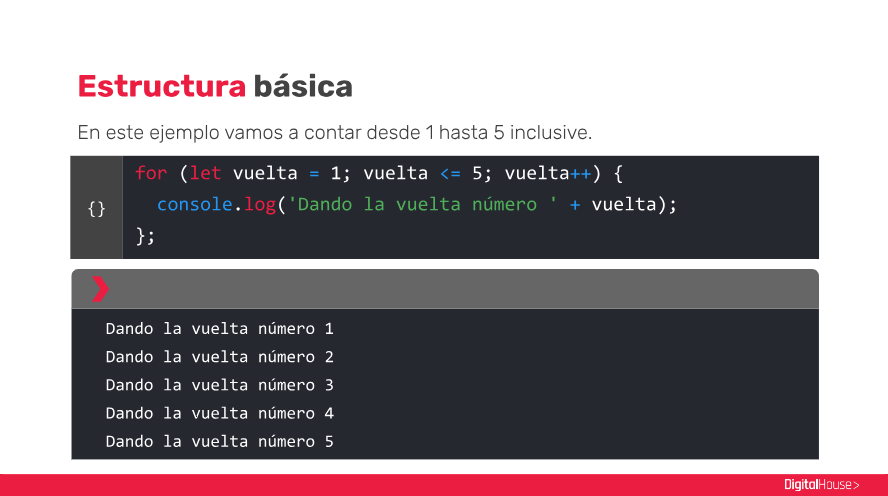 Estructura básica
En este ejemplo vamos a contar desde 1 hasta 5 inclusive.
{}
for (let vuelta = 1; vuelta <= 5; vuelta++) {
  console.log('Dando la vuelta número ' + vuelta);
};
Dando la vuelta número 1
Dando la vuelta número 2
Dando la vuelta número 3
Dando la vuelta número 4
Dando la vuelta número 5
DigitalHouse>